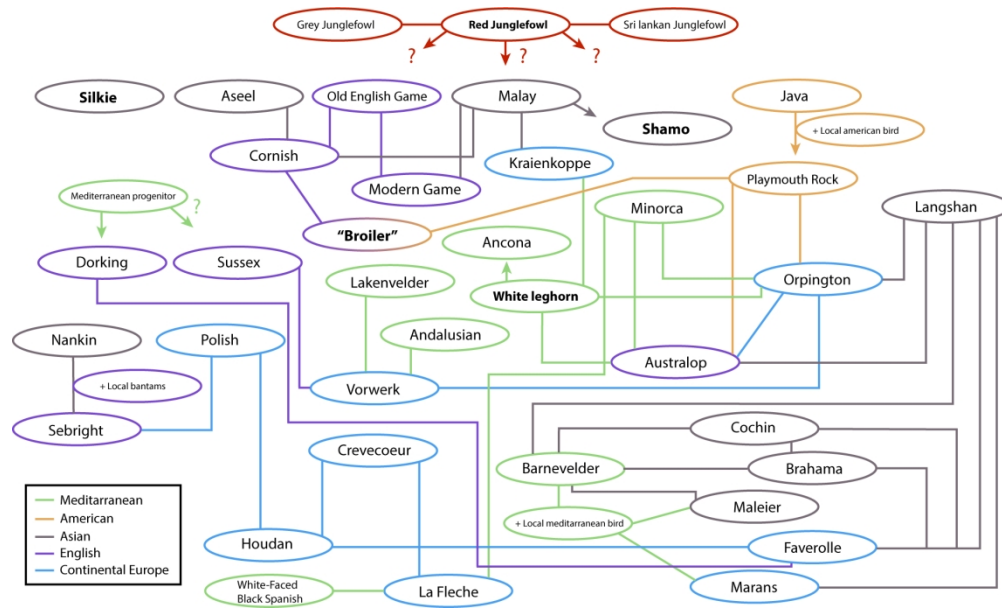 Grey Junglefowl
Red Junglefowl
Sri lankan Junglefowl
?
?
?
Silkie
Aseel
Old English Game
Malay
Java
+ Local american bird
Shamo
Cornish
Kraienkoppe
Modern Game
Playmouth Rock
Mediterranean progenitor
?
Minorca
Langshan
"Broiler"
Ancona
Dorking
Sussex
Lakenvelder
White leghorn
Orpington
Nankin
Polish
Andalusian
Australop
+ Local bantams
Vorwerk
Sebright
Crevecoeur
Cochin
Barnevelder
Brahama
Maleier
+ Local meditarranean bird
Meditarranean
American
Asian
English
Continental Europe
Houdan
Faverolle
White-Faced
Black Spanish
La Fleche
Marans